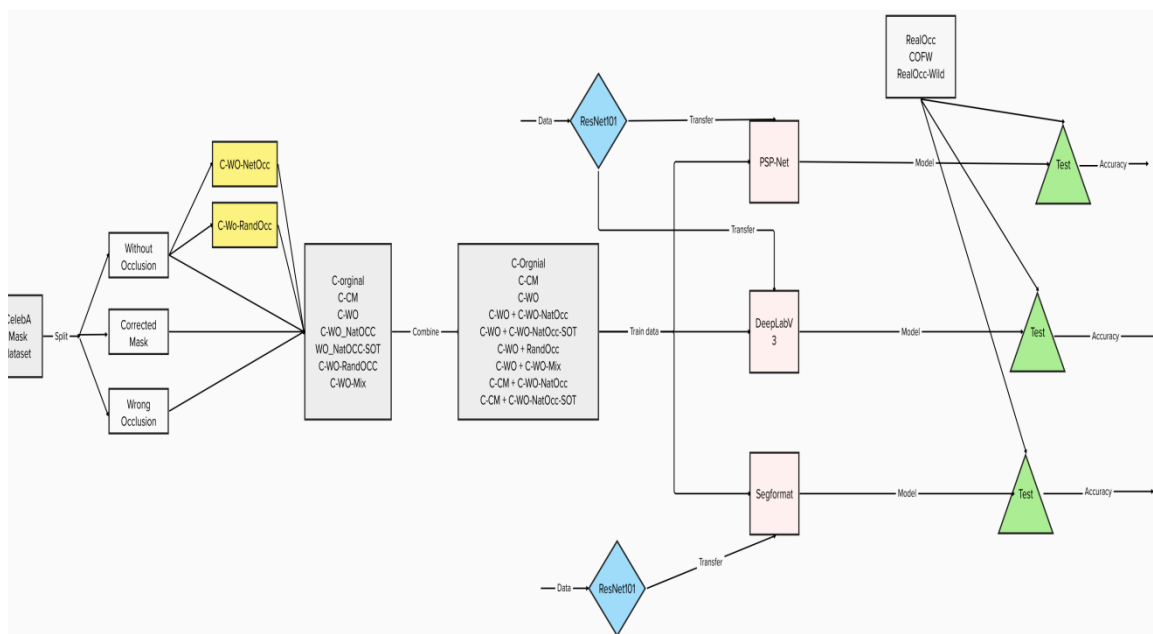 CelebA
Mask
dataset
Split
Without
Occlusion
Corrected
Mask
Wrong
Occlusion
C-WO-NetOcc
C-Wo-RandOcc
C-orginal
C-CM
C-WO
C-WO_NatOCC
WO_NatOCC-SOT
C-WO-RandOCC
C-WO-Mix
Combine
C-Orgnial
C-CM
C-WO
C-WO + C-WO-NatOcc
C-WO + C-WO-NatOcc-SOT
C-WO + RandOcc
C-WO + C-WO-Mix
C-CM + C-WO-NatOcc
C-CM + C-WO-NatOcc-SOT
Train data
Data
ResNet101
Transfer
Transfer
PSP-Net
DeepLabV
3
Segformat
Data
ResNet101
Transfer
Model
Model
Model
RealOcc
COFW
RealOcc-Wild
Test
Accuracy
Test
Accuracy
Test
Accuracy